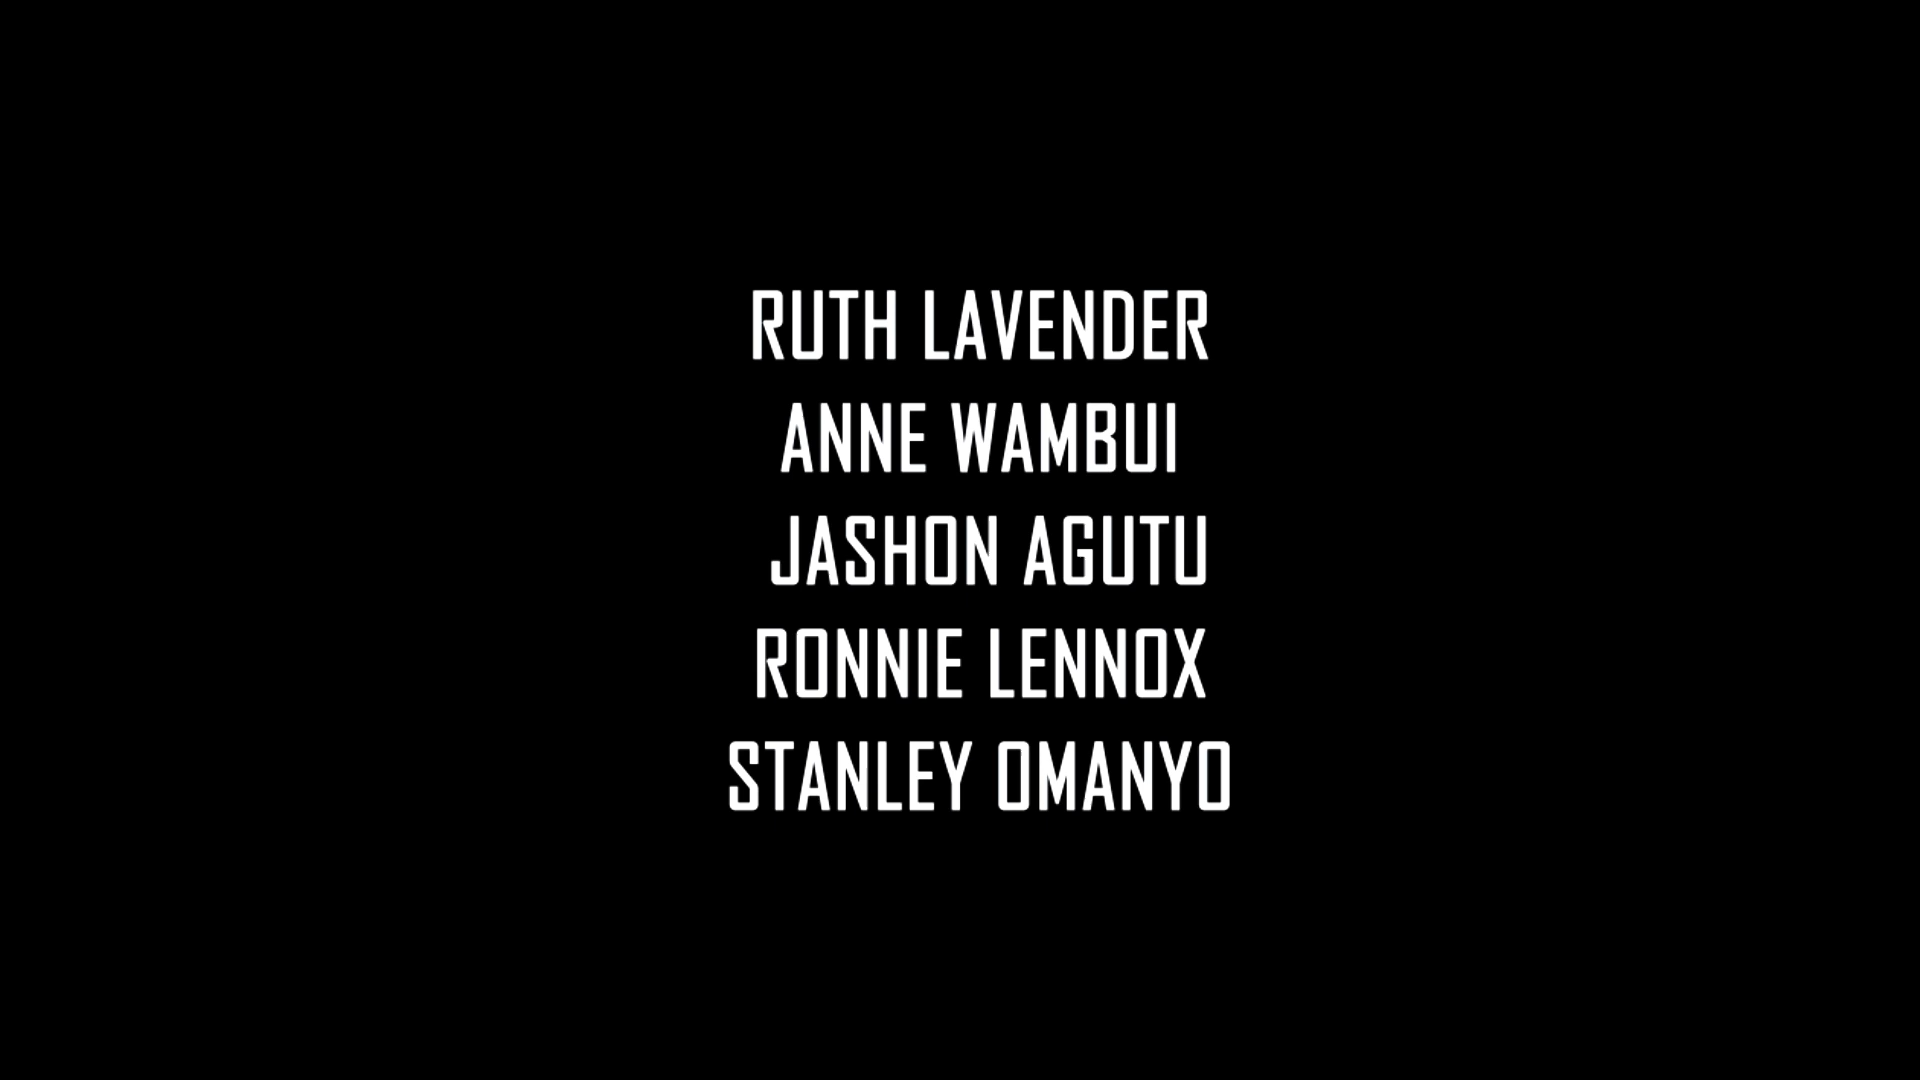 RUTH LAVENDER
ANNE WAMBUI
JASHON AGUTU
RONNIE LENNOX
STANLEY OMANYO